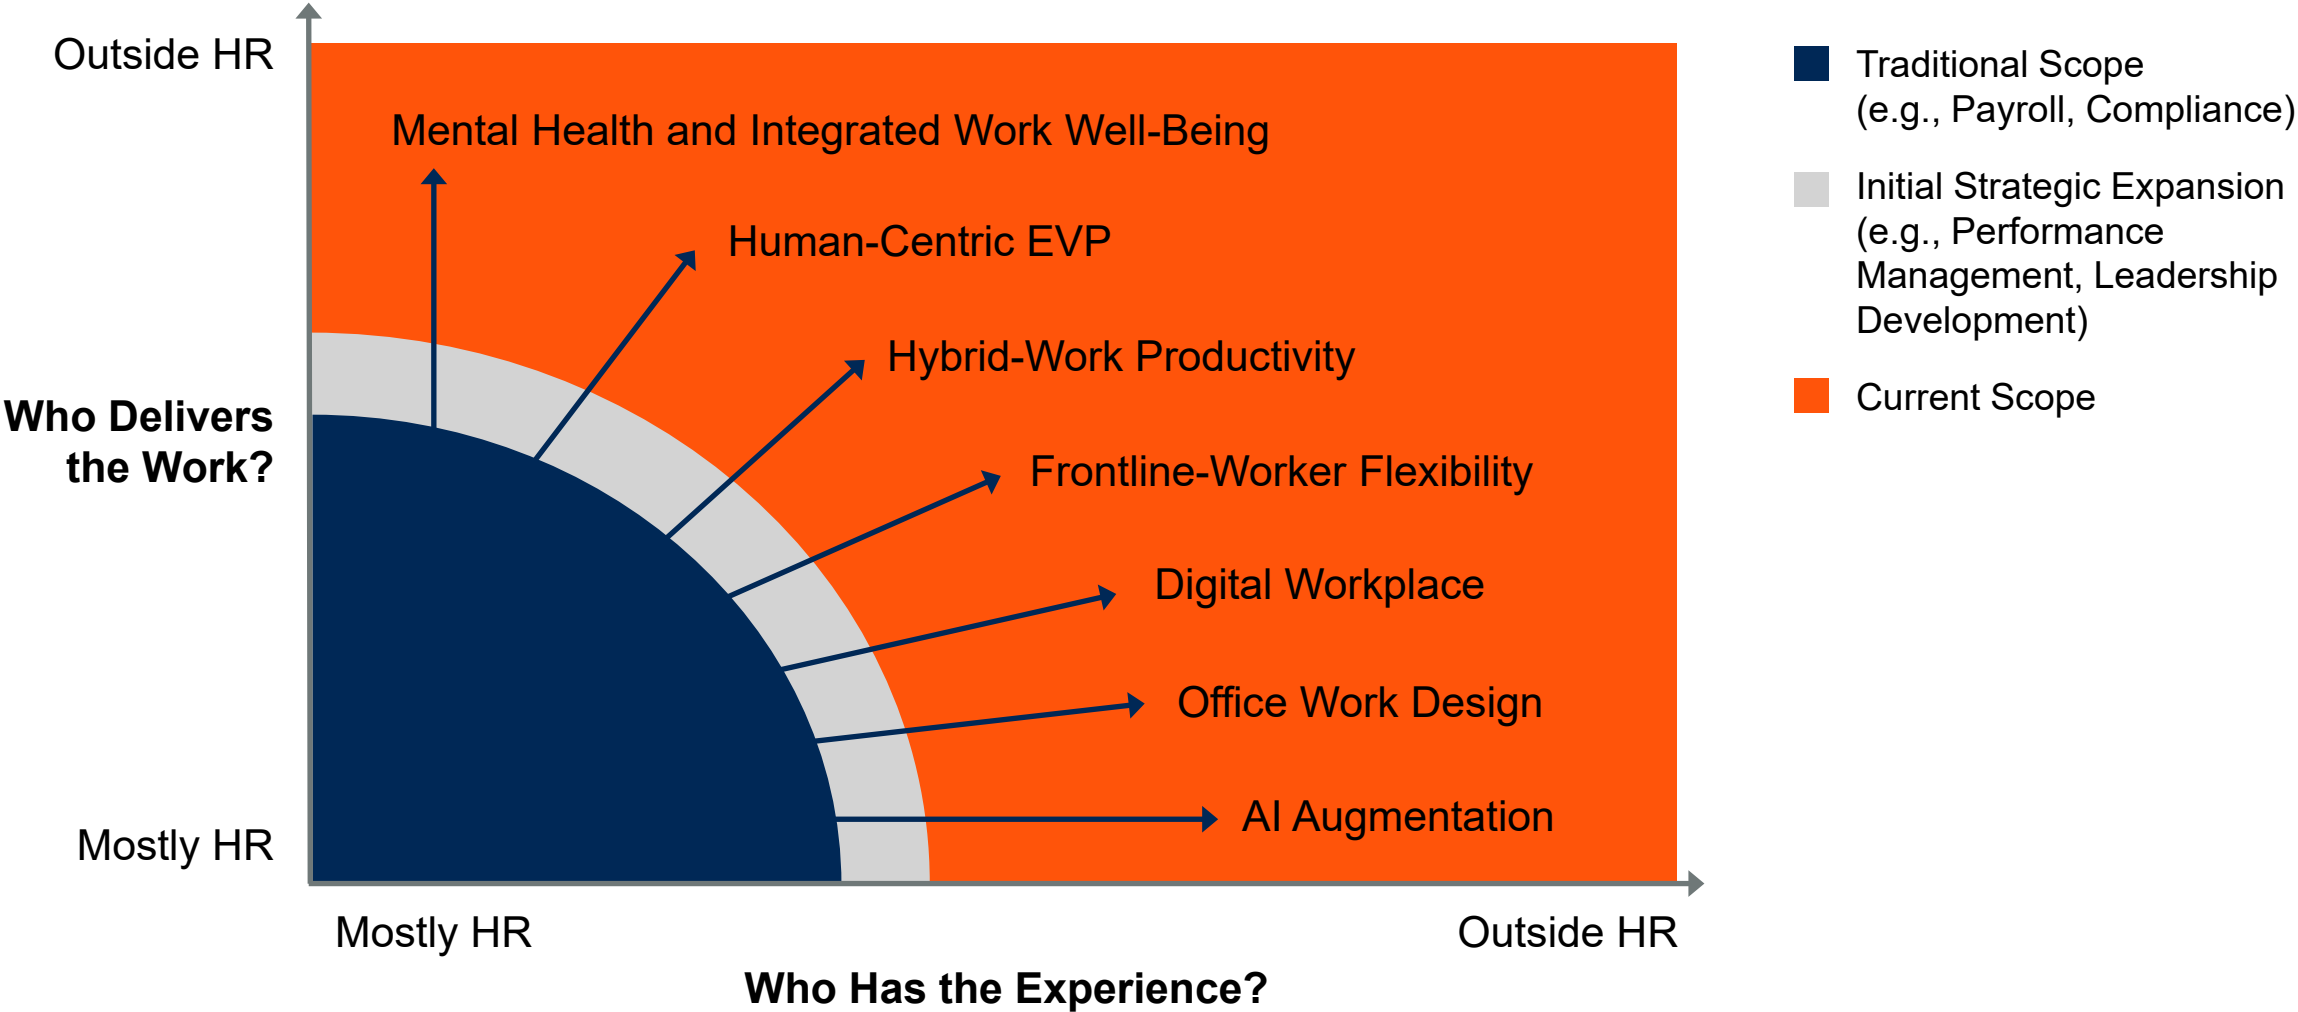 Outside HR
Who Delivers
the Work?
Mostly HR
Mental Health and Integrated Work Well-Being
Human-Centric EVP
Hybrid-Work Productivity
Frontline-Worker Flexibility
Digital Workplace
Office Work Design
AI Augmentation
Mostly HR
Outside HR
Who Has the Experience?
Traditional Scope
(e.g., Payroll, Compliance)
Initial Strategic Expansion
(e.g., Performance
Management, Leadership
Development)
Current Scope